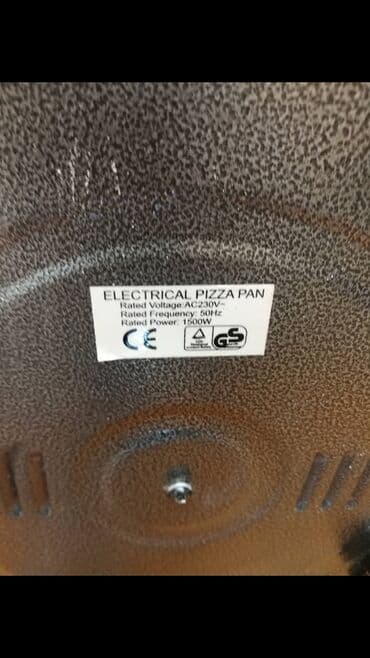 ELECTRICAL PIZZA PAN
Rated Voltage:AC230V~
Rated Frequency: 50Hz
Rated Power: 1500W
CE
GS